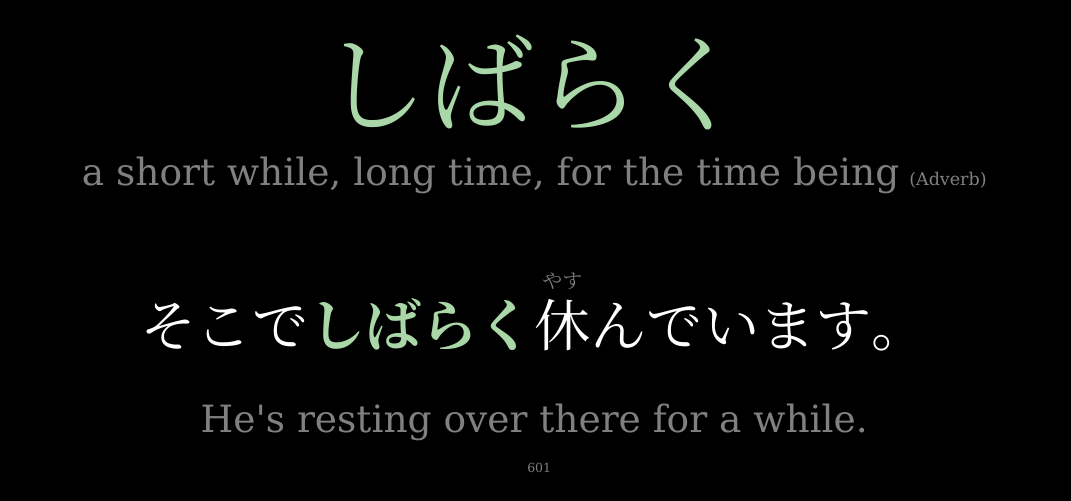 しばらく
a short while, long time, for the time being (Adverb)
やす
そこでしばらく休んでいます。
He's resting over there for a while.
601